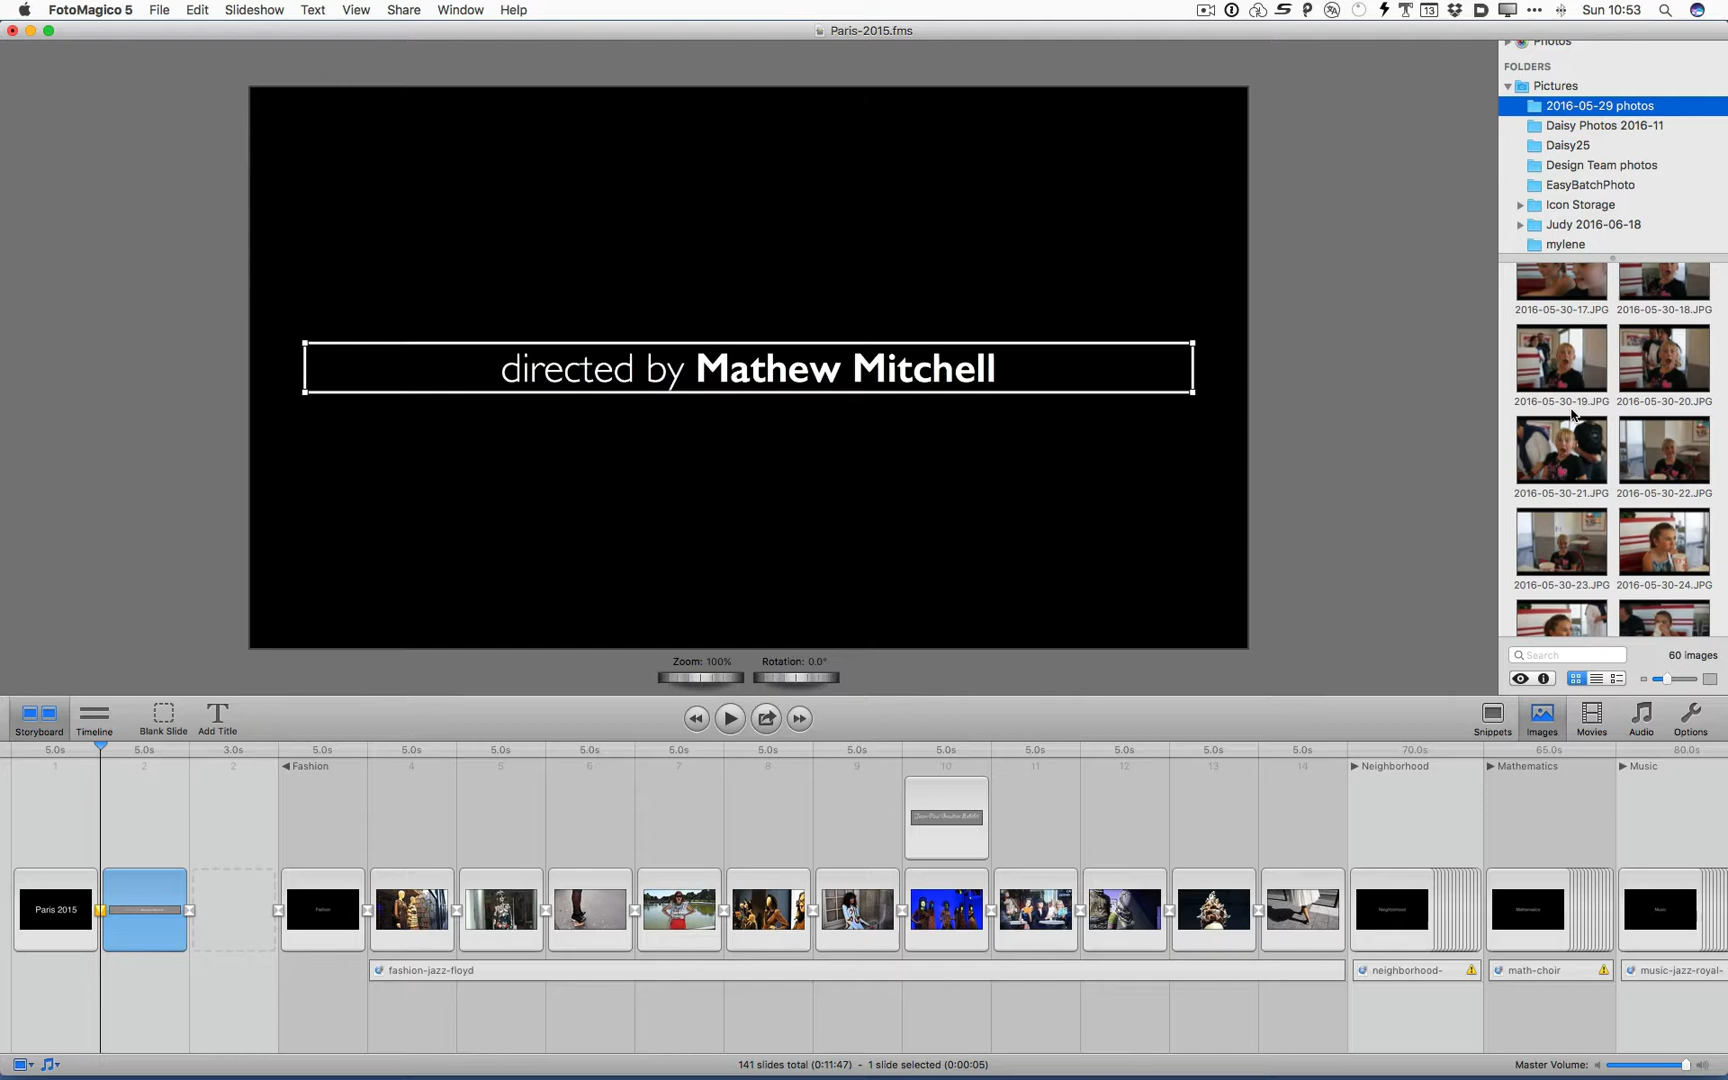 FotoMagico 5 File Edit Slideshow Text View Share Window Help
13 Sun 10:53
Paris-2015.fms
Photos
FOLDERS
Pictures
2016-05-29 photos
Daisy Photos 2016-11
Daisy25
Design Team photos
EasyBatchPhoto
Icon Storage
Judy 2016-06-18
mylene
directed by Mathew Mitchell
2016-05-30-17.JPG 2016-05-30-18.JPG
2016-05-30-19.JPG 2016-05-30-20.JPG
2016-05-30-21.JPG 2016-05-30-22.JPG
2016-05-30-23.JPG 2016-05-30-24.JPG
Search 60 images
Zoom: 100% Rotation: 0.0°
Storyboard Timeline Blank Slide Add Title Snippets Images Movies Audio Options
5.0s 5.0s 3.0s 5.0s 5.0s 5.0s 5.0s 5.0s 5.0s 5.0s 5.0s 5.0s 5.0s 5.0s 5.0s 70.0s 65.0s 80.0s
1 2 2 Fashion 4 5 6 7 8 9 10 11 12 13 14 Neighborhood Mathematics Music
Paris 2015 Fashion Neighborhood Mathematics Music
fashion-jazz-floyd neighborhood- math-choir music-jazz-royal-
141 slides total (0:11:47) - 1 slide selected (0:00:05) Master Volume: